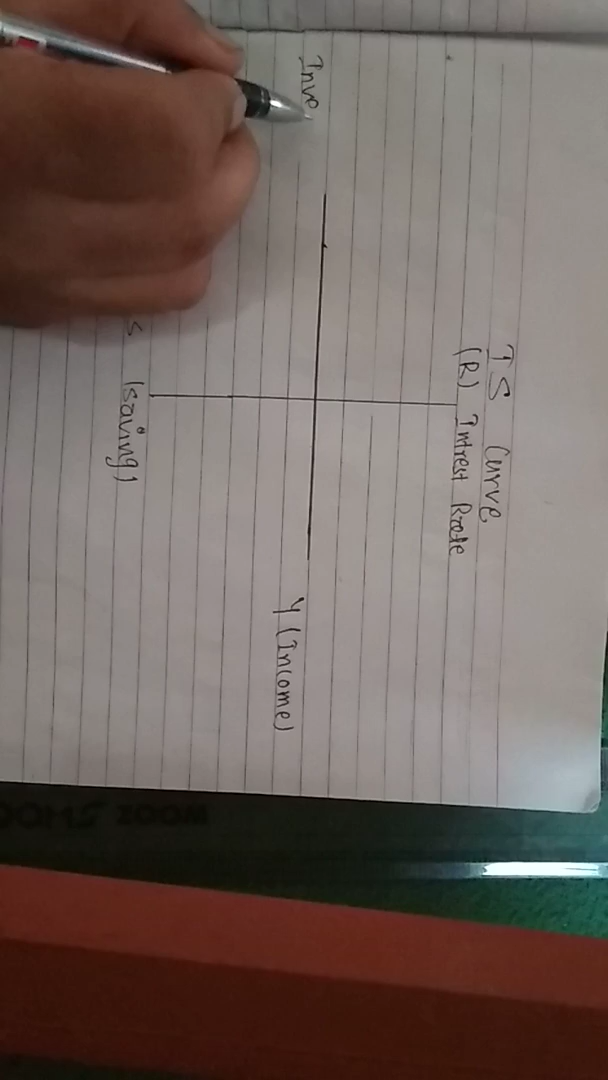 IS Curve
(R) Intrest Rate
Inve
Y (Income)
S
(saving)